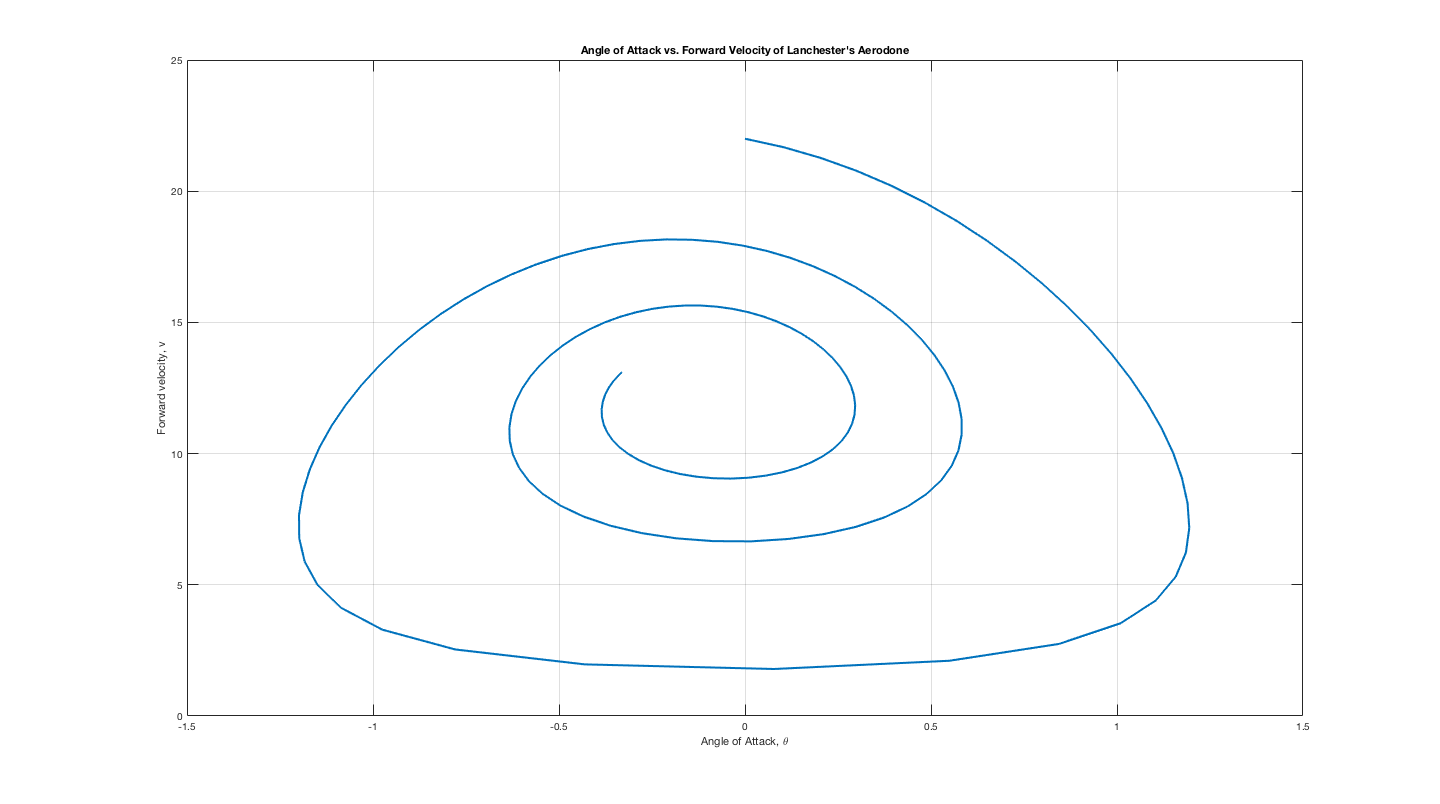 Angle of Attack vs. Forward Velocity of Lanchester's Aerodone
25
20
15
10
5
0
Forward velocity, v
-1.5 -1 -0.5 0 0.5 1 1.5
Angle of Attack, θ